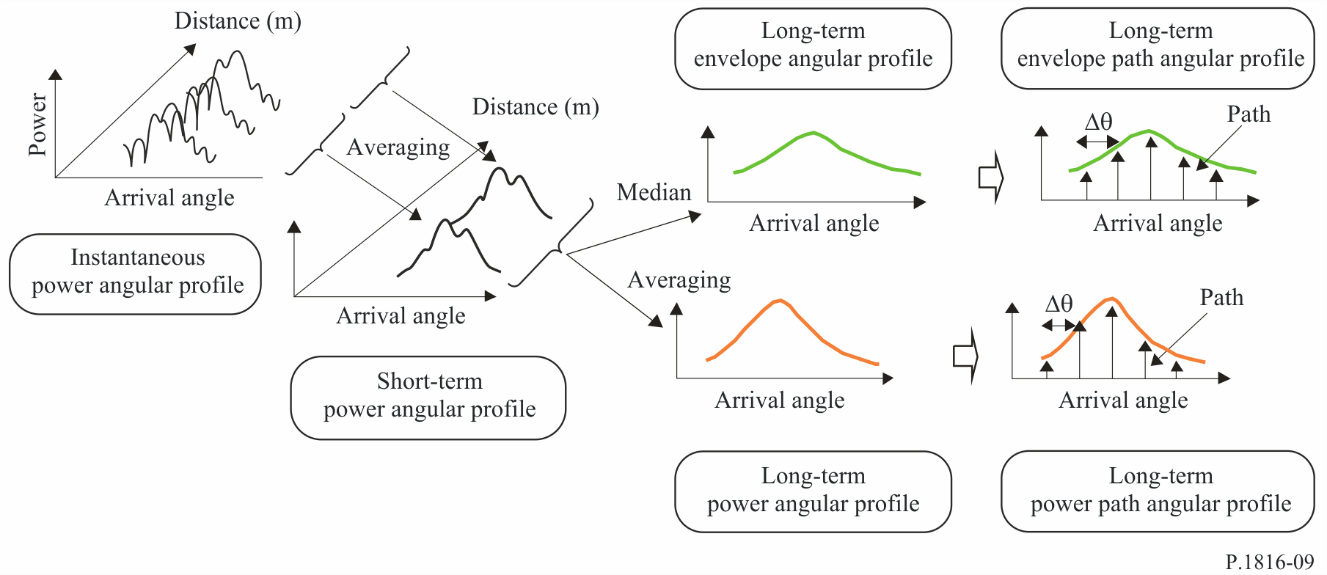 Distance (m)
Power
Arrival angle
Instantaneous
power angular profile
Averaging
Distance (m)
Arrival angle
Short-term
power angular profile
Median
Averaging
Long-term
envelope angular profile
Arrival angle
Long-term
envelope path angular profile
Δθ
Path
Arrival angle
Arrival angle
Long-term
power angular profile
Δθ
Path
Arrival angle
Long-term
power path angular profile
P.1816-09